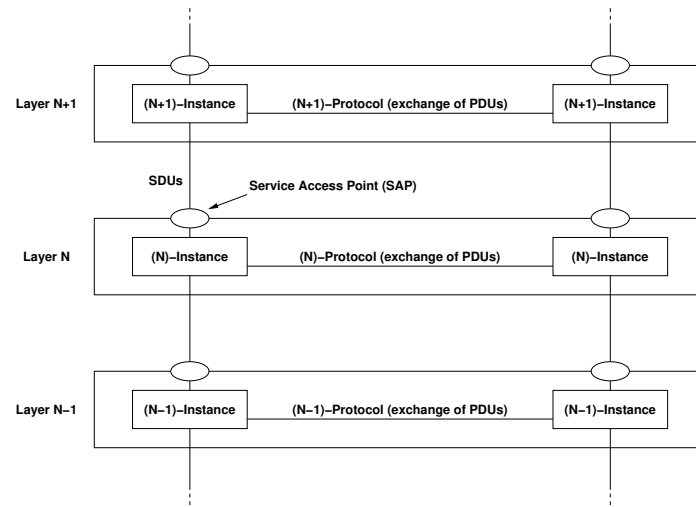 Layer N+1
(N+1)−Instance
(N+1)−Protocol (exchange of PDUs)
(N+1)−Instance
SDUs
Service Access Point (SAP)
Layer N
(N)−Instance
(N)−Protocol (exchange of PDUs)
(N)−Instance
Layer N−1
(N−1)−Instance
(N−1)−Protocol (exchange of PDUs)
(N−1)−Instance